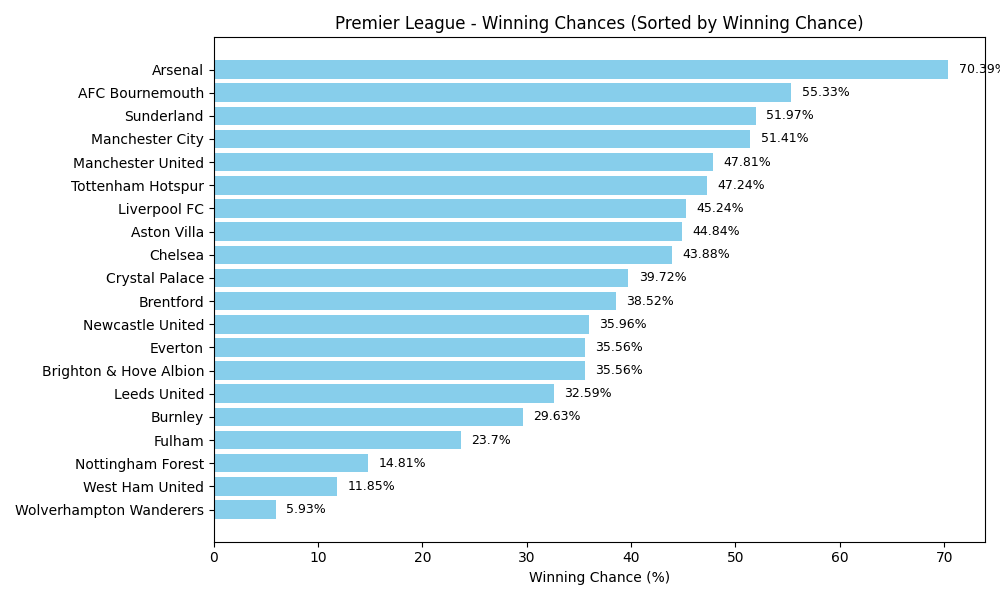 Premier League - Winning Chances (Sorted by Winning Chance)
Arsenal 70.39%
AFC Bournemouth 55.33%
Sunderland 51.97%
Manchester City 51.41%
Manchester United 47.81%
Tottenham Hotspur 47.24%
Liverpool FC 45.24%
Aston Villa 44.84%
Chelsea 43.88%
Crystal Palace 39.72%
Brentford 38.52%
Newcastle United 35.96%
Everton 35.56%
Brighton & Hove Albion 35.56%
Leeds United 32.59%
Burnley 29.63%
Fulham 23.7%
Nottingham Forest 14.81%
West Ham United 11.85%
Wolverhampton Wanderers 5.93%
0 10 20 30 40 50 60 70
Winning Chance (%)